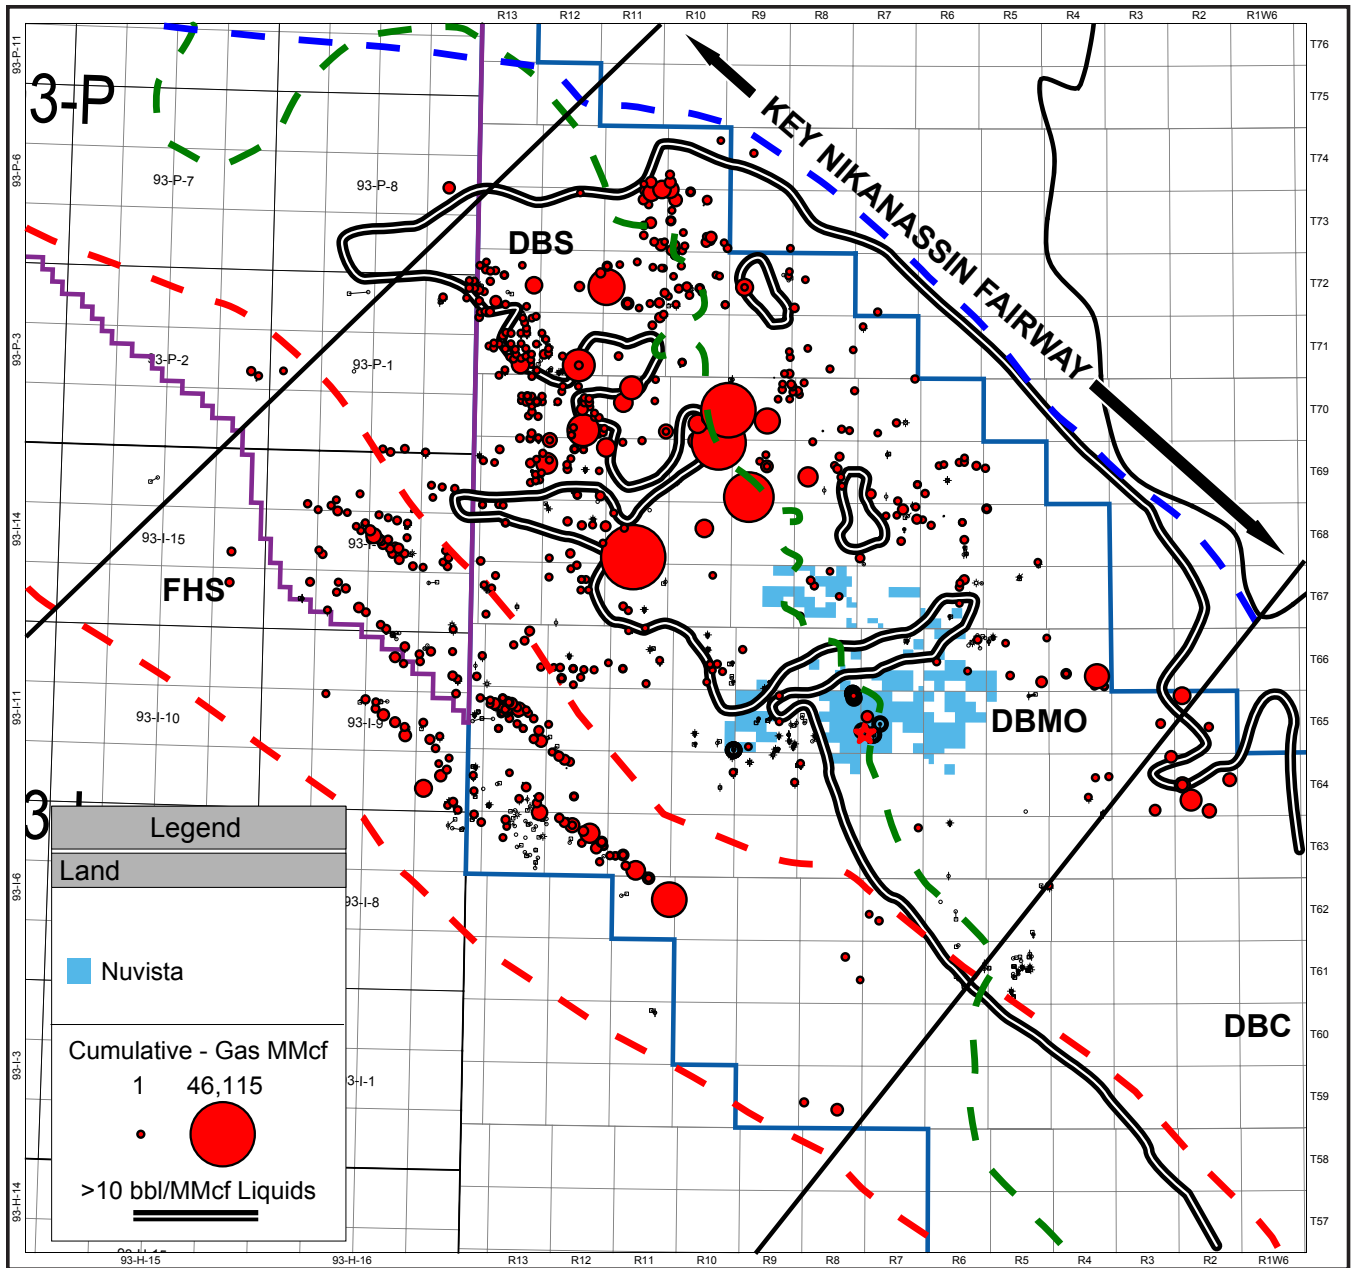 R13 R12 R11 R10 R9 R8 R7 R6 R5 R4 R3 R2 R1W6
93-P-11
T76
3-P
T75
KEY NIKANASSIN FAIRWAY
93-P-6
T74
93-P-7
93-P-8
T73
DBS
T72
93-P-3
T71
93-P-2
93-P-1
T70
T69
93-I-14
93-I-15
T68
FHS
T67
T66
93-I-11
93-I-10
93-I-9
DBMO
T65
T64
3
Legend
T63
Land
93-I-6
3-I-8
T62
Nuvista
T61
DBC
T60
93-I-3
Cumulative - Gas MMcf
1 46,115
3-I-1
T59
T58
>10 bbl/MMcf Liquids
93-H-14
T57
93-H-15 93-H-16 R13 R12 R11 R10 R9 R8 R7 R6 R5 R4 R3 R2 R1W6